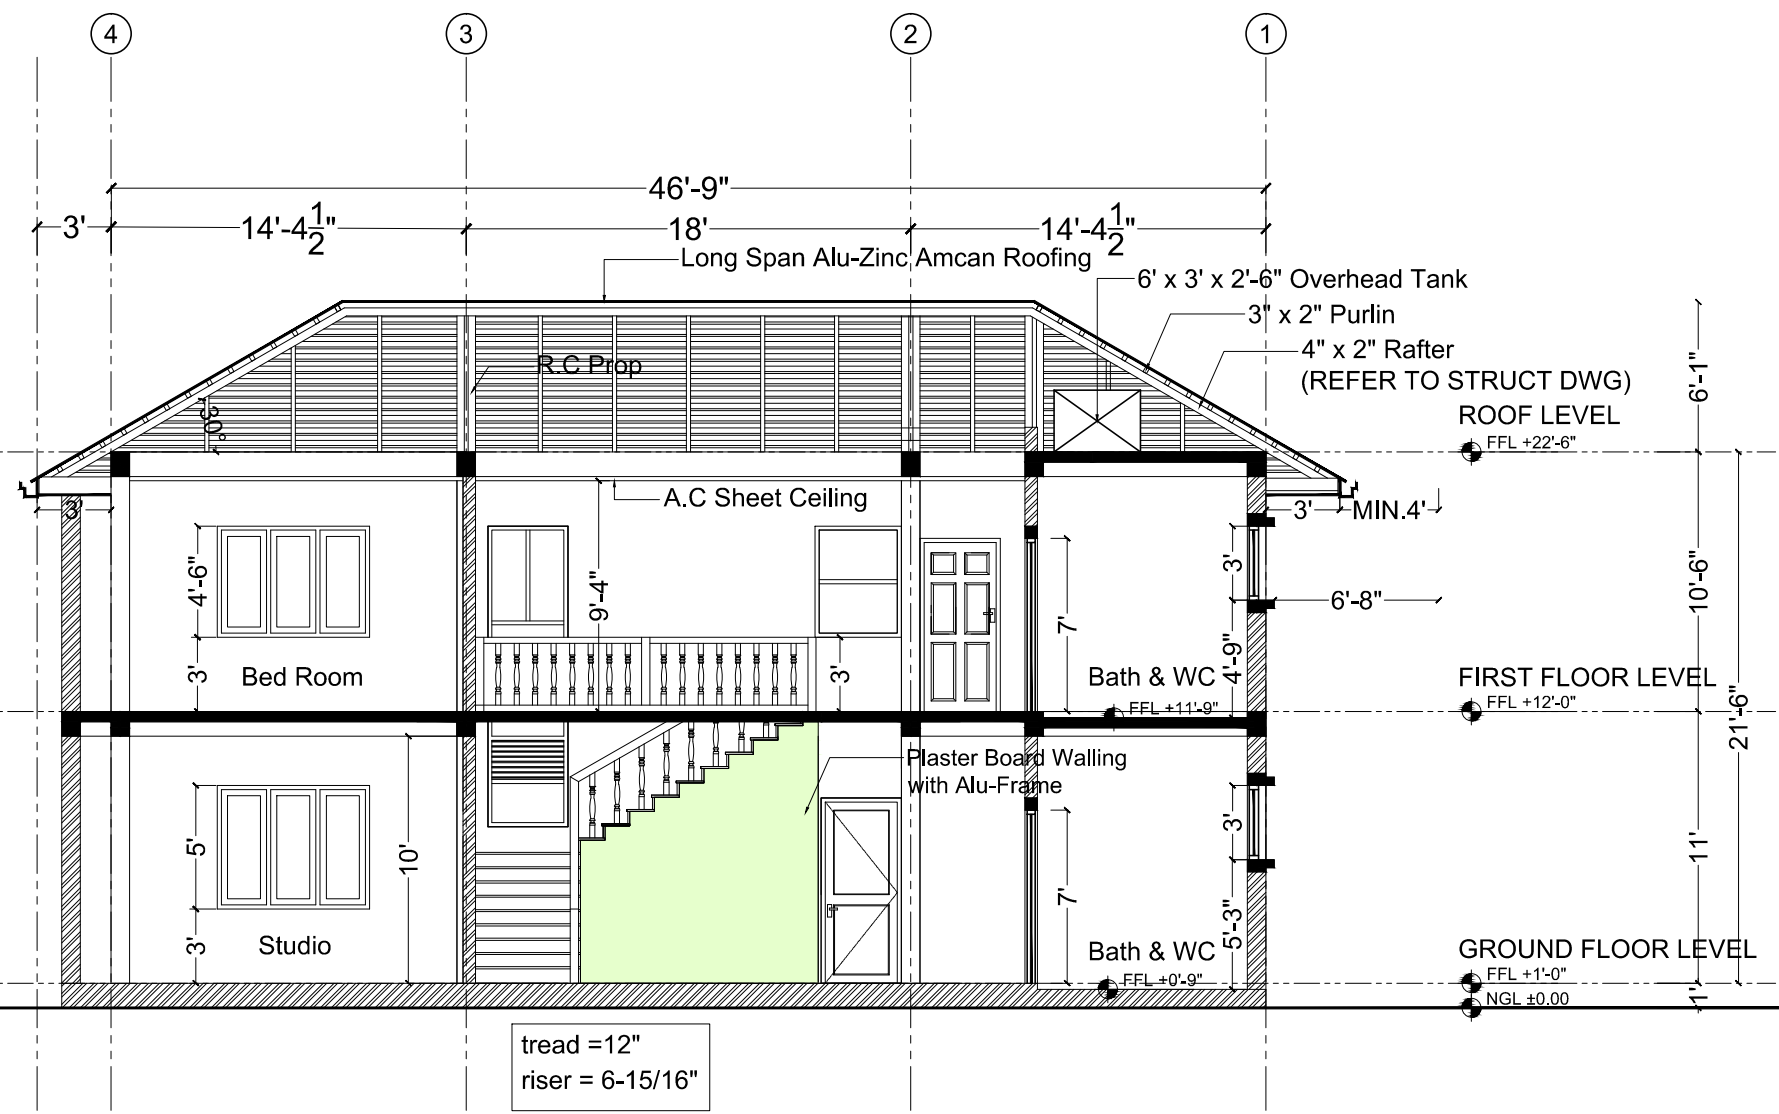 4
3
2
1
46'-9"
3'
14'-4 1/2"
18'
14'-4 1/2"
Long Span Alu-Zinc Amcan Roofing
6' x 3' x 2'-6" Overhead Tank
3" x 2" Purlin
4" x 2" Rafter
(REFER TO STRUCT DWG)
6'-1"
R.C Prop
30°
ROOF LEVEL
FFL +22'-6"
A.C Sheet Ceiling
3'
3'
MIN.4'
4'-6"
9'-4"
3'
6'-8"
10'-6"
7'
3'
Bed Room
3'
Bath & WC
4'-9"
FFL +11'-9"
FIRST FLOOR LEVEL
FFL +12'-0"
21'-6"
Plaster Board Walling
with Alu-Frame
5'
10'
3'
11'
7'
3'
Studio
Bath & WC
5'-3"
FFL +0'-9"
GROUND FLOOR LEVEL
FFL +1'-0"
NGL ±0.00
1'
tread =12"
riser = 6-15/16"